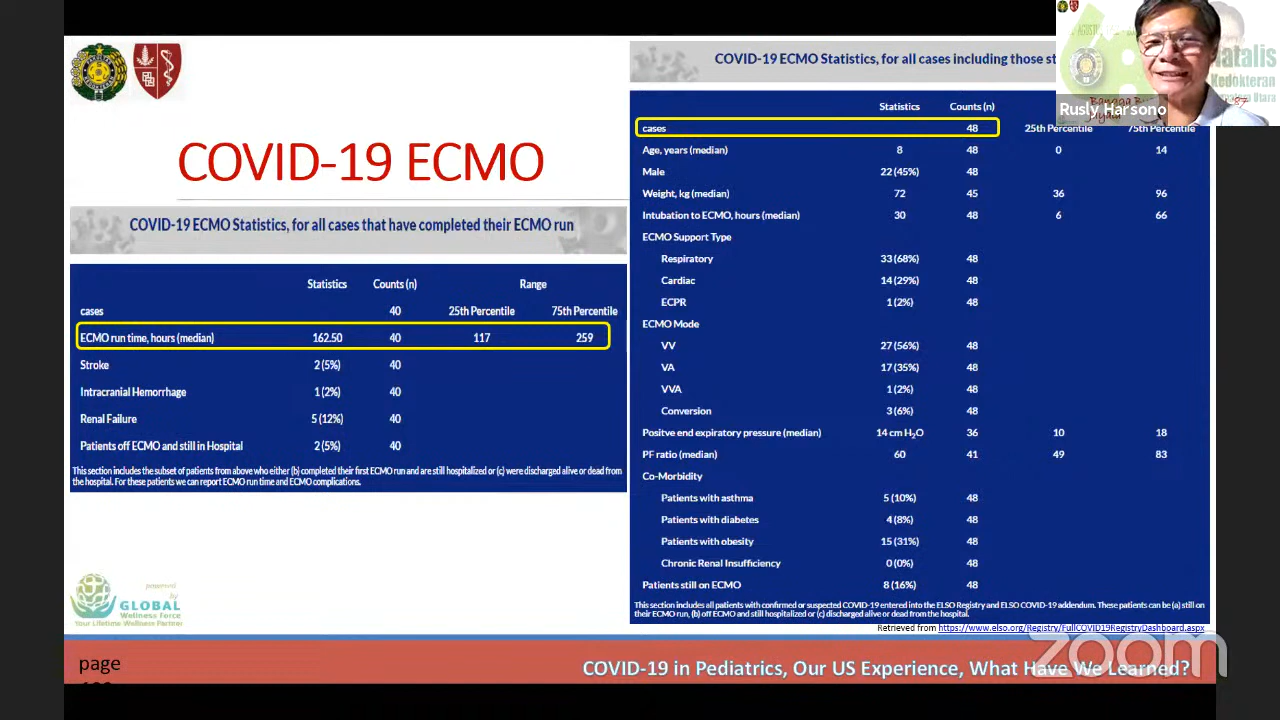 COVID-19 ECMO
COVID-19 ECMO Statistics, for all cases that have completed their ECMO run
Statistics Counts (n) Range
cases 40 25th Percentile 75th Percentile
ECMO run time, hours (median) 162.50 40 117 259
Stroke 2 (5%) 40
Intracranial Hemorrhage 1 (2%) 40
Renal Failure 5 (12%) 40
Patients off ECMO and still in Hospital 2 (5%) 40
This section includes the subset of patients from above who either (b) completed their first ECMO run and are still hospitalized or (c) were discharged alive or dead from
the hospital. For these patients we can report ECMO run time and ECMO complications.
powered
by
GLOBAL
Wellness Force
Your Lifetime Wellness Partner
COVID-19 ECMO Statistics, for all cases including those st
Statistics Counts (n)
cases 48 25th Percentile 75th Percentile
Age, years (median) 8 48 0 14
Male 22 (45%) 48
Weight, kg (median) 72 45 36 96
Intubation to ECMO, hours (median) 30 48 6 66
ECMO Support Type
Respiratory 33 (68%) 48
Cardiac 14 (29%) 48
ECPR 1 (2%) 48
ECMO Mode
VV 27 (56%) 48
VA 17 (35%) 48
VVA 1 (2%) 48
Conversion 3 (6%) 48
Positve end expiratory pressure (median) 14 cm H₂O 36 10 18
PF ratio (median) 60 41 49 83
Co-Morbidity
Patients with asthma 5 (10%) 48
Patients with diabetes 4 (8%) 48
Patients with obesity 15 (31%) 48
Chronic Renal Insufficiency 0 (0%) 48
Patients still on ECMO 8 (16%) 48
This section includes all patients with confirmed or suspected COVID-19 entered into the ELSO Registry and ELSO COVID-19 addendum. These patients can be (a) still on
their ECMO run, (b) off ECMO and still hospitalized or (c) discharged alive or dead from the hospital.
Retrieved from https://www.elso.org/Registry/FullCOVID19RegistryDashboard.aspx
Rusly Harsono
atalis
Kedokteran
Utara
page
COVID-19 in Pediatrics, Our US Experience, What Have We Learned?
zoom